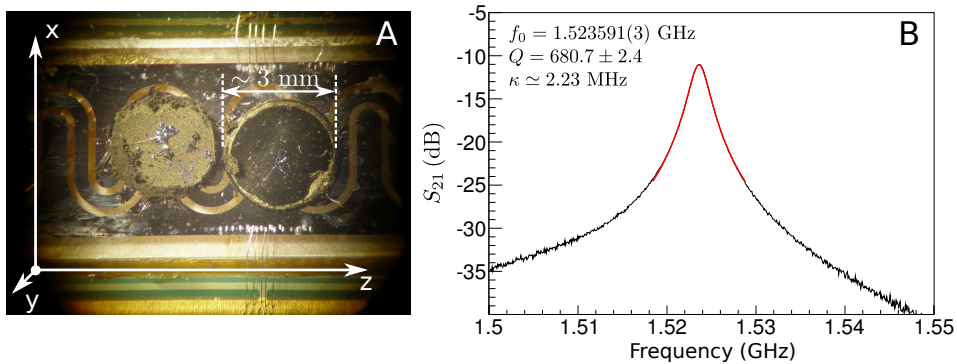 x
A
~ 3 mm
z
y
B
f₀ = 1.523591(3) GHz
Q = 680.7 ± 2.4
κ ≃ 2.23 MHz
S₂₁ (dB)
-5
-10
-15
-20
-25
-30
-35
1.5
1.51
1.52
1.53
1.54
1.55
Frequency (GHz)